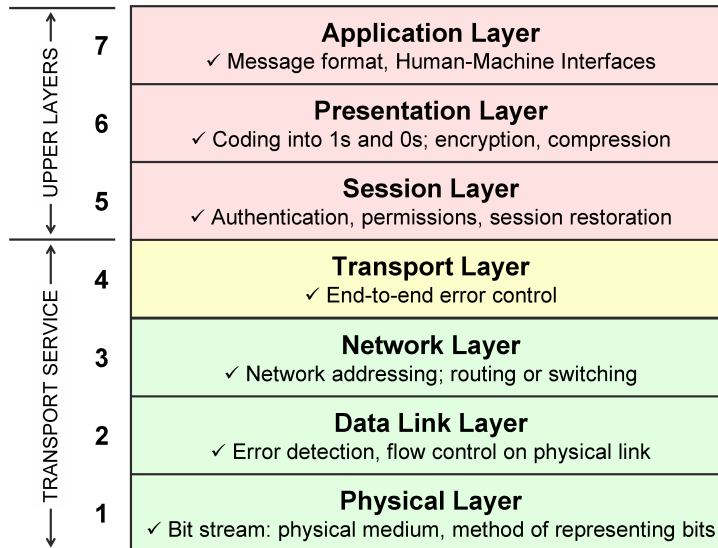 UPPER LAYERS
7
Application Layer
✓ Message format, Human-Machine Interfaces
6
Presentation Layer
✓ Coding into 1s and 0s; encryption, compression
5
Session Layer
✓ Authentication, permissions, session restoration
TRANSPORT SERVICE
4
Transport Layer
✓ End-to-end error control
3
Network Layer
✓ Network addressing; routing or switching
2
Data Link Layer
✓ Error detection, flow control on physical link
1
Physical Layer
✓ Bit stream: physical medium, method of representing bits